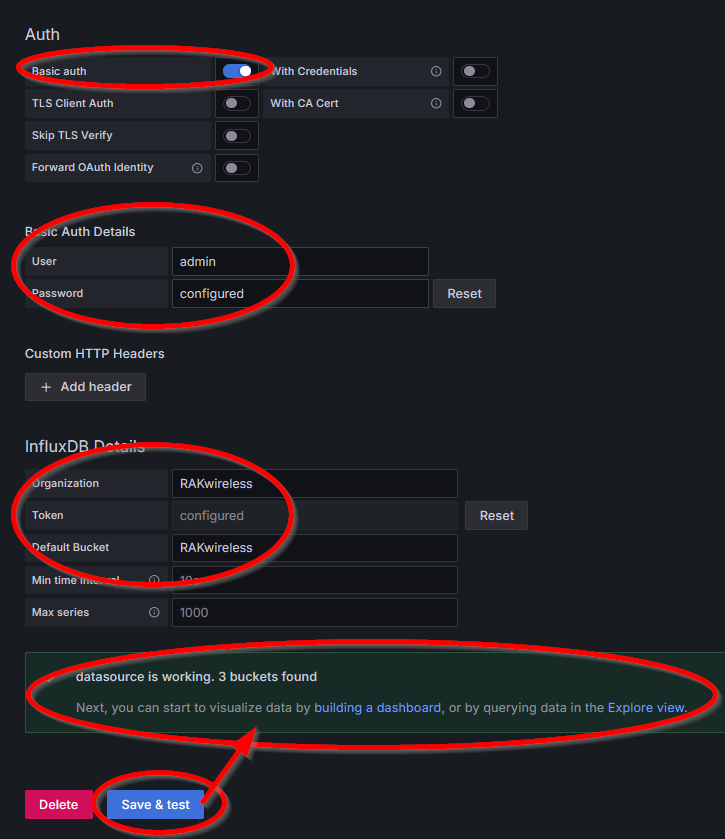 Auth
Basic auth With Credentials
TLS Client Auth With CA Cert
Skip TLS Verify
Forward OAuth Identity
Basic Auth Details
User admin
Password configured Reset
Custom HTTP Headers
+ Add header
InfluxDB Details
Organization RAKwireless
Token configured Reset
Default Bucket RAKwireless
Min time interval 10s
Max series 1000
datasource is working. 3 buckets found
Next, you can start to visualize data by building a dashboard, or by querying data in the Explore view.
Delete Save & test